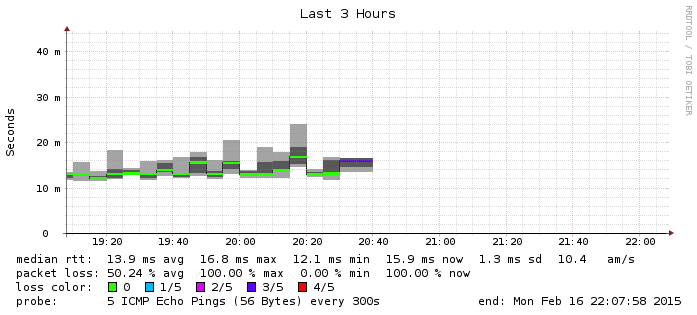 Last 3 Hours
RRDTOOL / TOBI OETIKER
Seconds
40 m
30 m
20 m
10 m
0
19:20 19:40 20:00 20:20 20:40 21:00 21:20 21:40 22:00
median rtt: 13.9 ms avg 16.8 ms max 12.1 ms min 15.9 ms now 1.3 ms sd 10.4 am/s
packet loss: 50.24 % avg 100.00 % max 0.00 % min 100.00 % now
loss color: 0 1/5 2/5 3/5 4/5
probe: 5 ICMP Echo Pings (56 Bytes) every 300s end: Mon Feb 16 22:07:58 2015